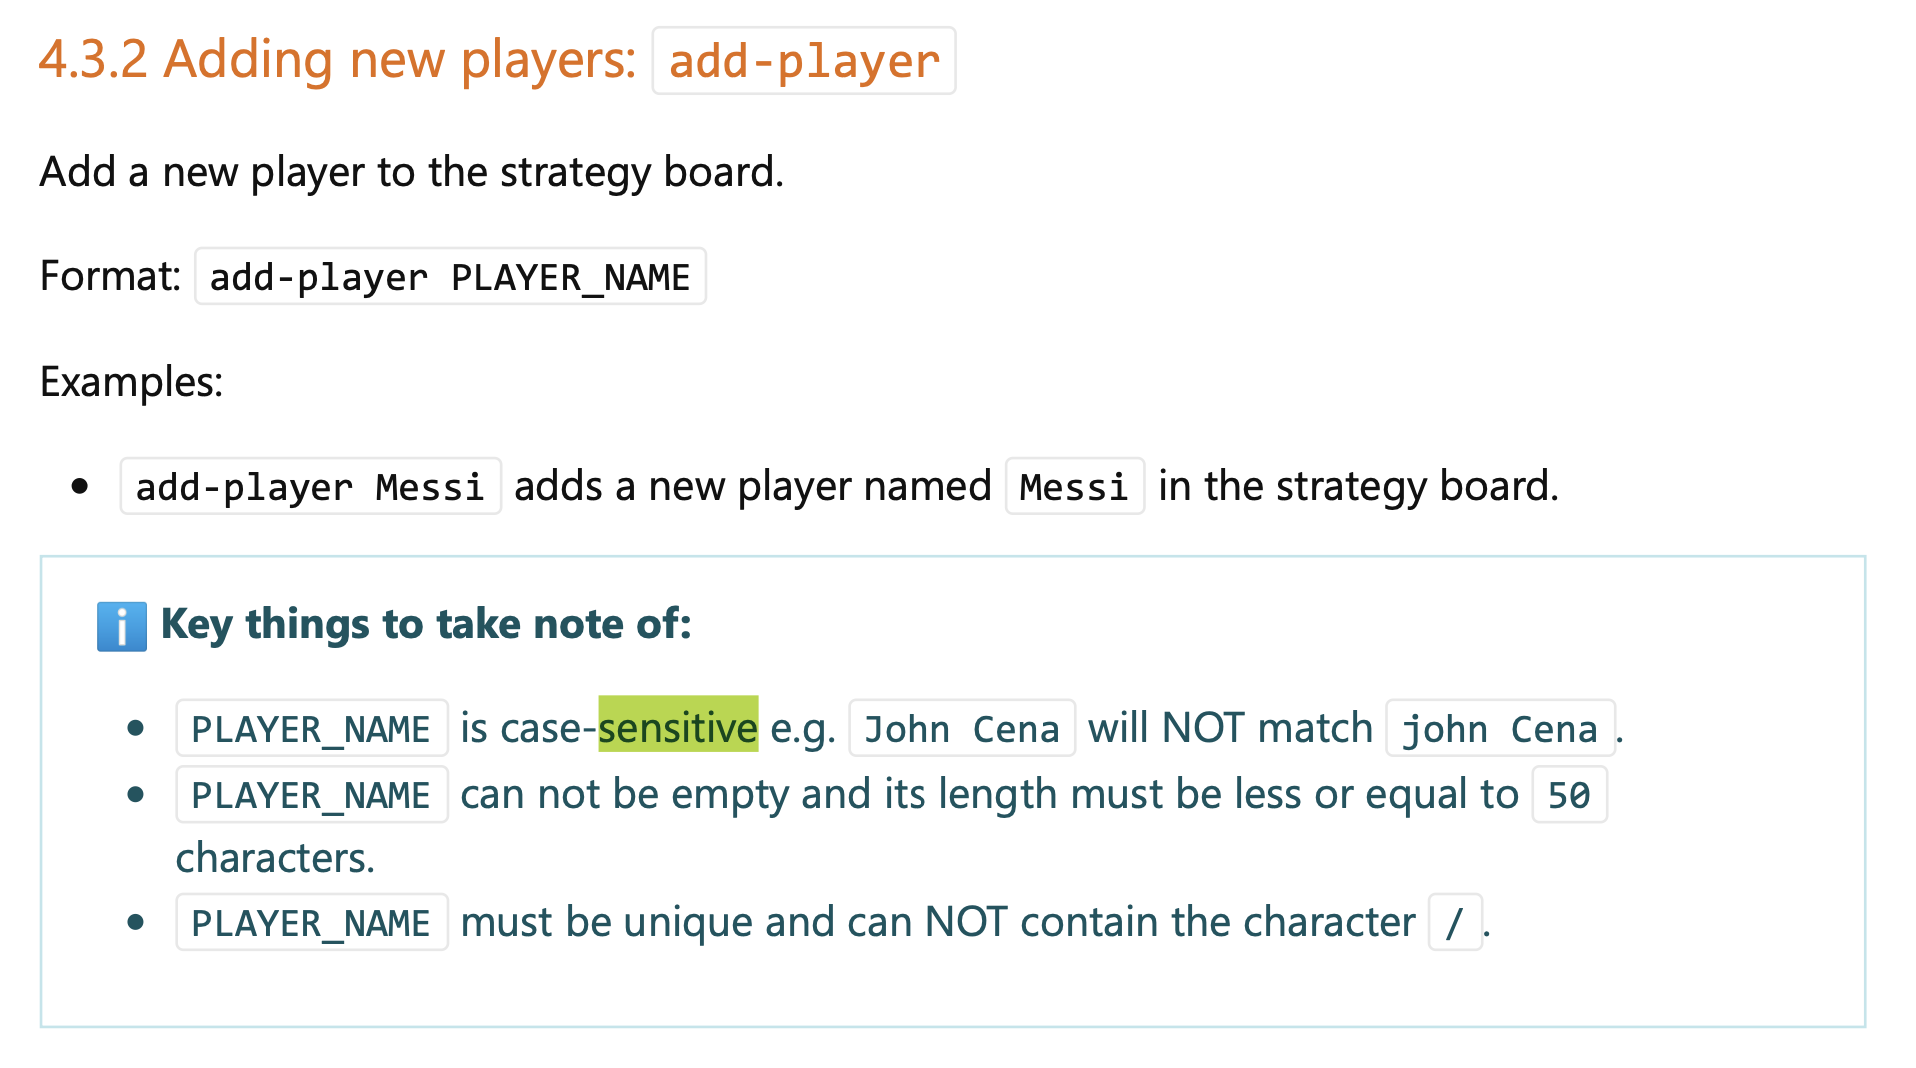 4.3.2 Adding new players: add-player
Add a new player to the strategy board.
Format: add-player PLAYER_NAME
Examples:
• add-player Messi adds a new player named Messi in the strategy board.
ℹ️ Key things to take note of:
• PLAYER_NAME is case-sensitive e.g. John Cena will NOT match john Cena.
• PLAYER_NAME can not be empty and its length must be less or equal to 50
characters.
• PLAYER_NAME must be unique and can NOT contain the character /.